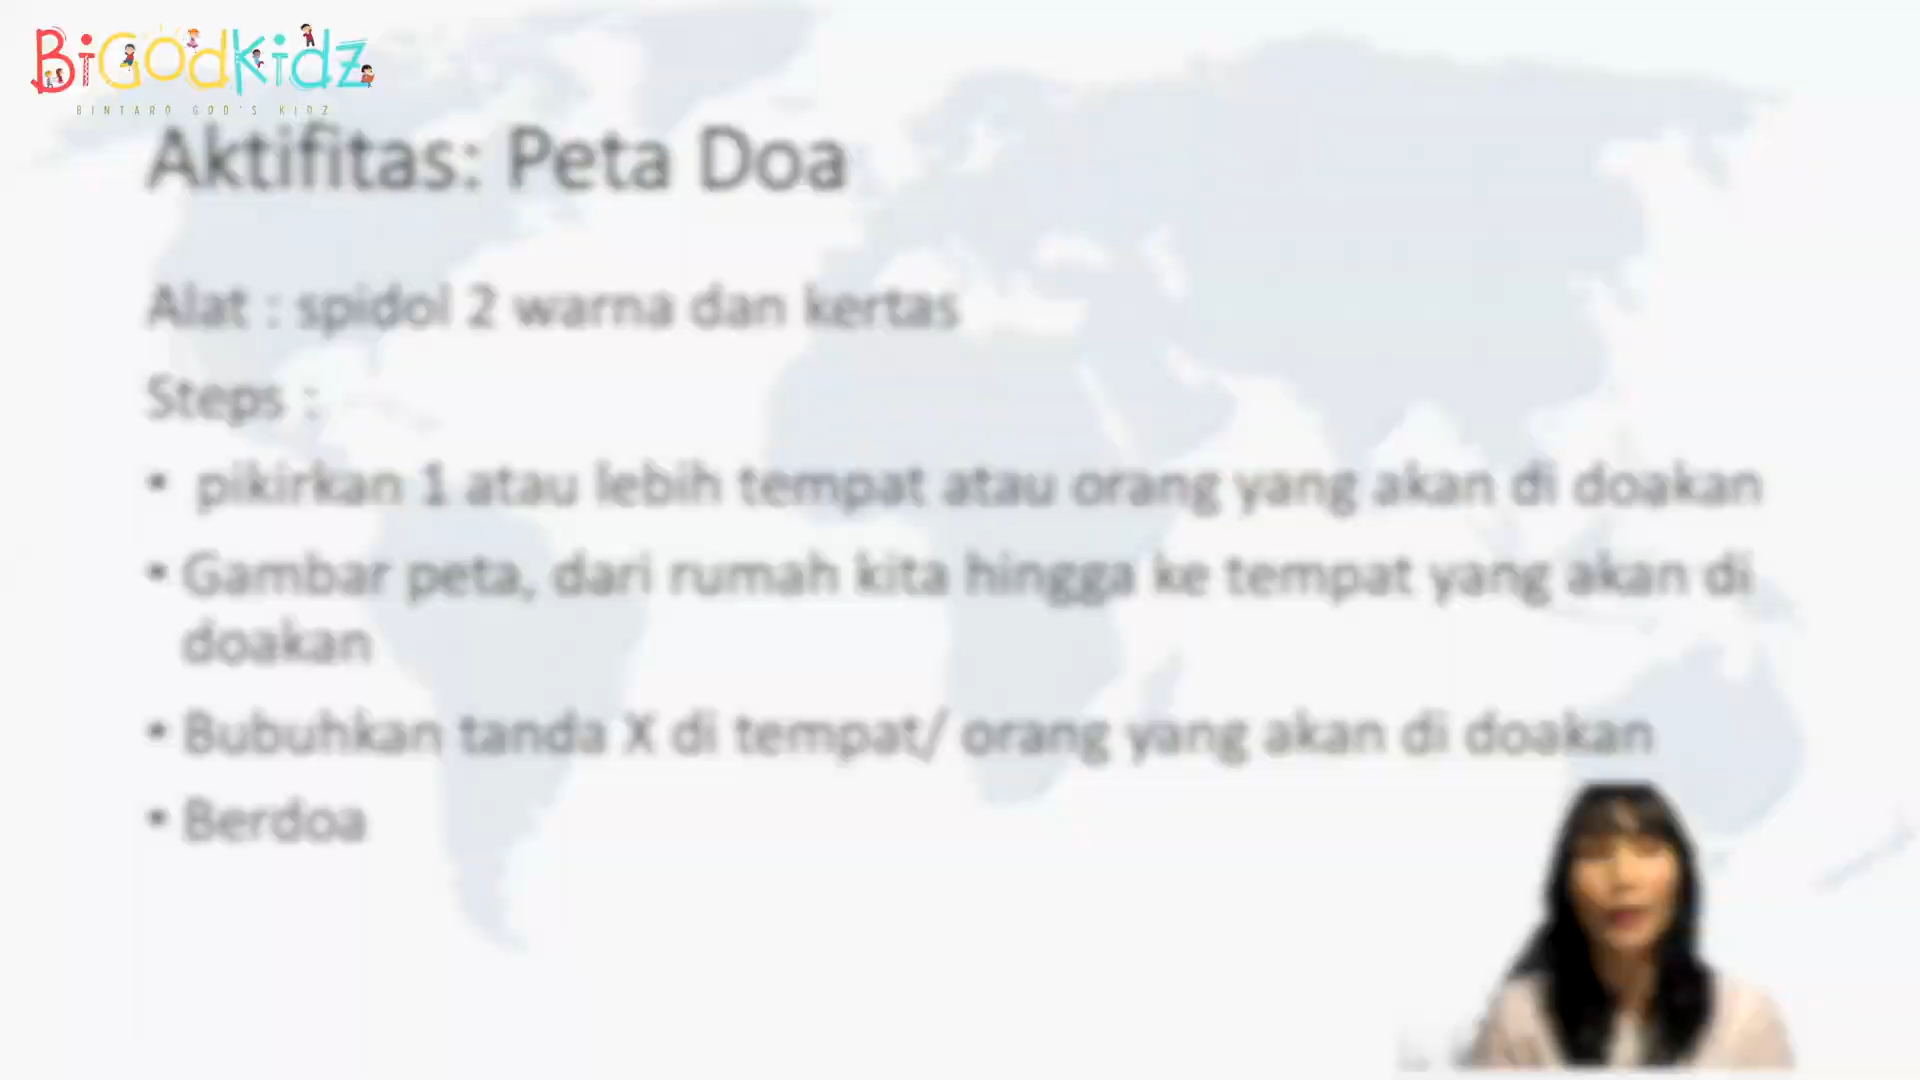 BiGodKidz
BINTARO GOD'S KIDZ
Aktifitas: Peta Doa
Alat : spidol 2 warna dan kertas
Steps :
• pikirkan 1 atau lebih tempat atau orang yang akan di doakan
• Gambar peta, dari rumah kita hingga ke tempat yang akan di
doakan
• Bubuhkan tanda X di tempat/ orang yang akan di doakan
• Berdoa